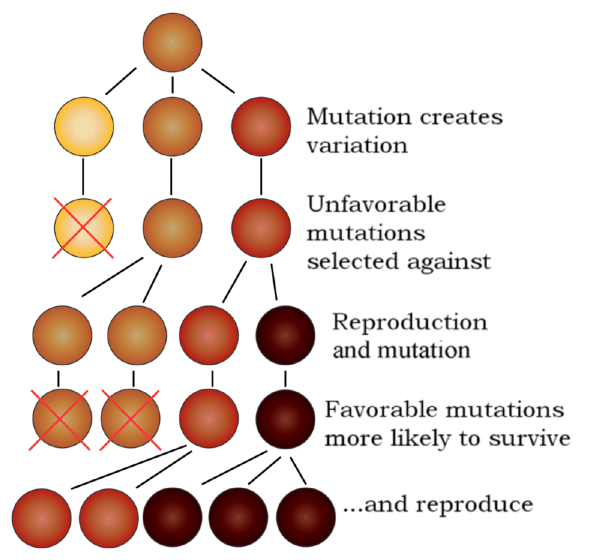 Mutation creates
variation
Unfavorable
mutations
selected against
Reproduction
and mutation
Favorable mutations
more likely to survive
...and reproduce